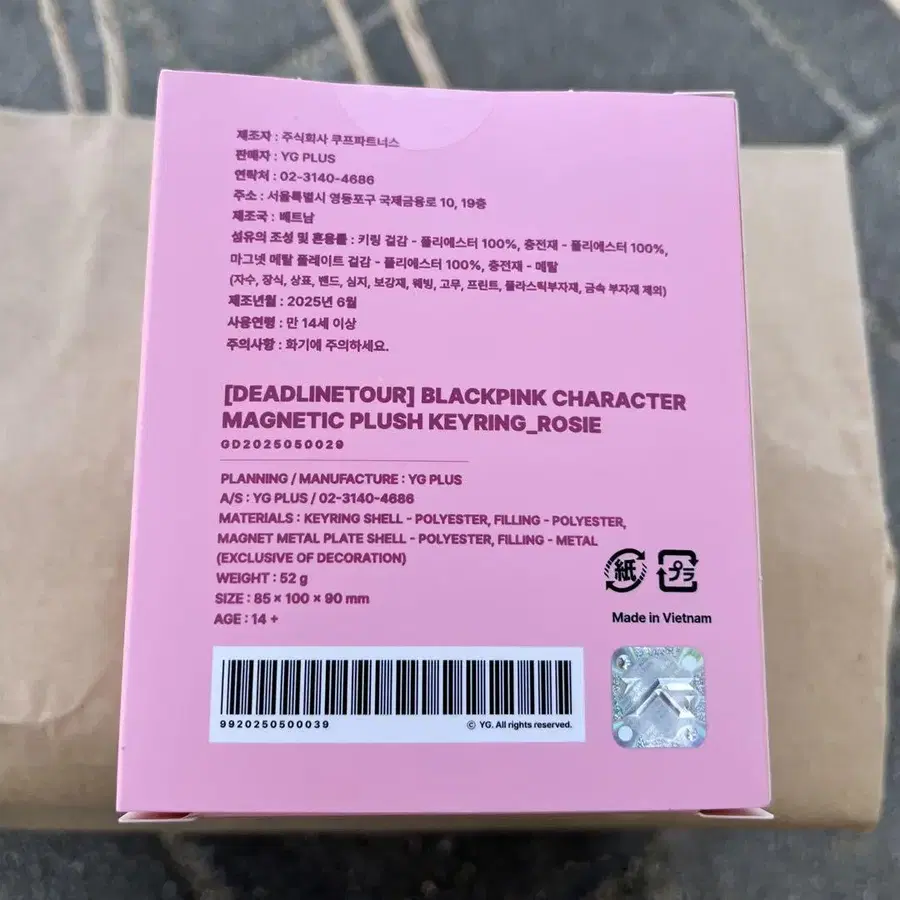 제조자 : 주식회사 쿠프파트너스
판매자 : YG PLUS
연락처 : 02-3140-4686
주소 : 서울특별시 영등포구 국제금융로 10, 19층
제조국 : 베트남
섬유의 조성 및 혼용률 : 키링 겉감 - 폴리에스터 100%, 충전재 - 폴리에스터 100%,
마그넷 메탈 플레이트 겉감 - 폴리에스터 100%, 충전재 - 메탈
(자수, 장식, 상표, 밴드, 심지, 보강재, 웨빙, 고무, 프린트, 플라스틱부자재, 금속 부자재 제외)
제조년월 : 2025년 6월
사용연령 : 만 14세 이상
주의사항 : 화기에 주의하세요.
[DEADLINETOUR] BLACKPINK CHARACTER
MAGNETIC PLUSH KEYRING_ROSIE
GD2025050029
PLANNING / MANUFACTURE : YG PLUS
A/S : YG PLUS / 02-3140-4686
MATERIALS : KEYRING SHELL - POLYESTER, FILLING - POLYESTER,
MAGNET METAL PLATE SHELL - POLYESTER, FILLING - METAL
(EXCLUSIVE OF DECORATION)
WEIGHT : 52 g
SIZE : 85 × 100 × 90 mm
AGE : 14 +
紙 プラ
Made in Vietnam
9920250500039
© YG. All rights reserved.
YG